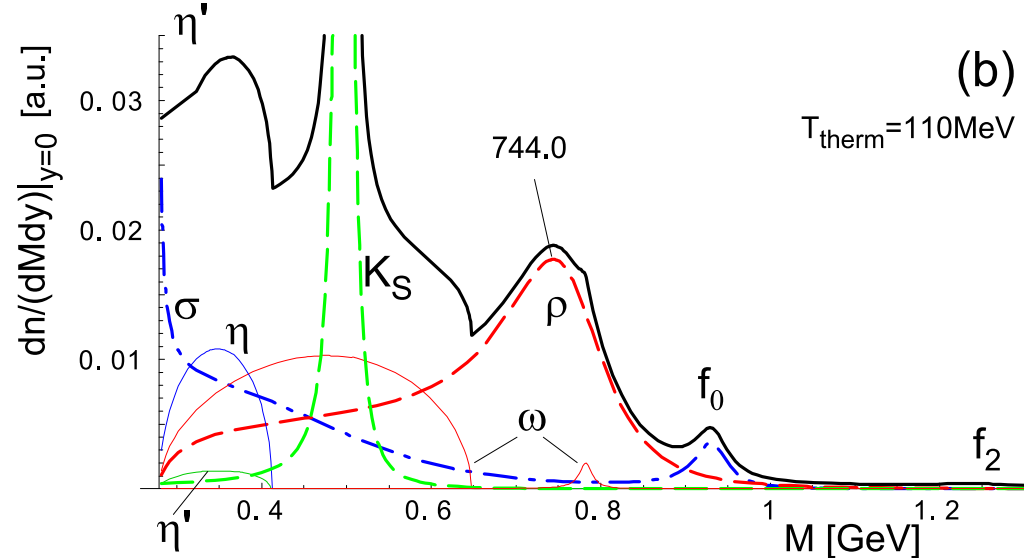 η'
(b)
dn/(dMdy)|y=0 [a.u.]
0.03
T_therm=110MeV
744.0
0.02
K_S
σ
η
ρ
0.01
f_0
ω
f_2
η'
0.4
0.6
0.8
1
1.2
M [GeV]